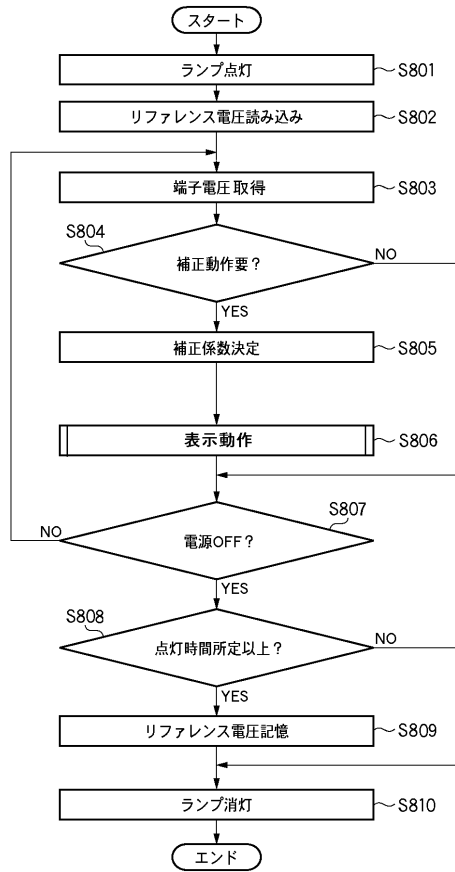 スタート
ランプ点灯 S801
リファレンス電圧読み込み S802
端子電圧取得 S803
S804
補正動作要？ NO
YES
補正係数決定 S805
表示動作 S806
S807
NO 電源OFF？
YES
S808
点灯時間所定以上？ NO
YES
リファレンス電圧記憶 S809
ランプ消灯 S810
エンド